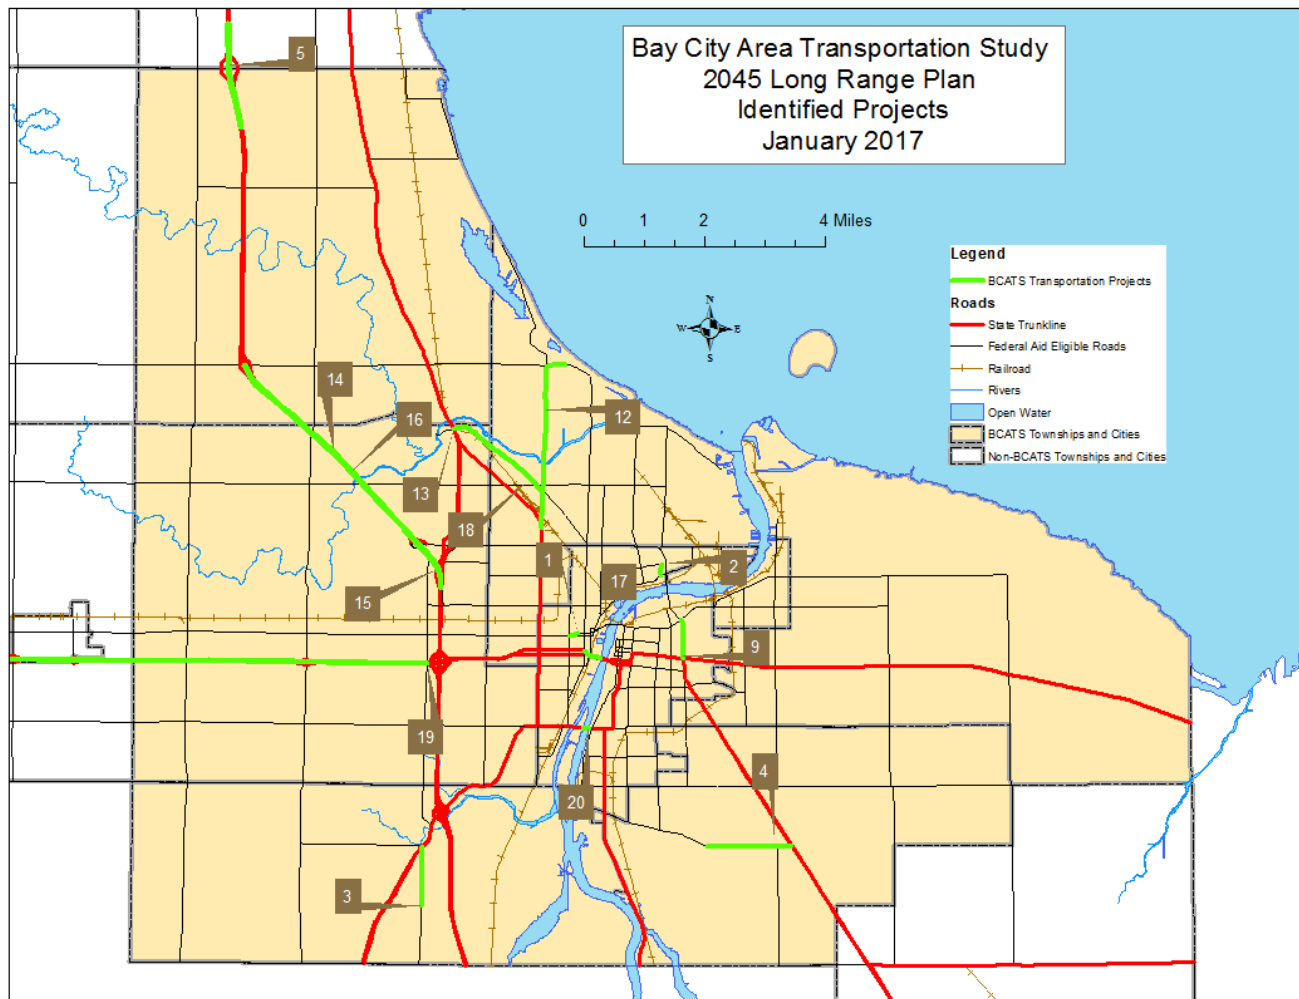 Bay City Area Transportation Study
2045 Long Range Plan
Identified Projects
January 2017
5
0 1 2 4 Miles
Legend
BCATS Transportation Projects
Roads
State Trunkline
Federal Aid Eligible Roads
Railroad
Rivers
Open Water
BCATS Townships and Cities
Non-BCATS Townships and Cities
N
W E
S
14
16
12
13
18
1
2
17
15
9
19
4
20
3